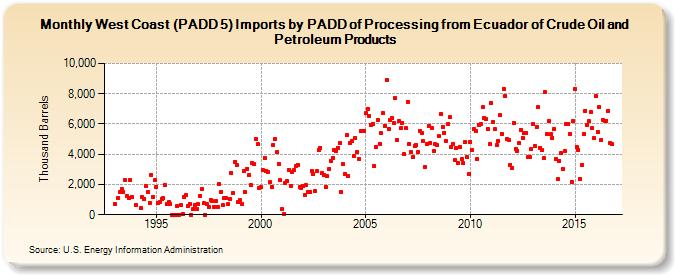 Monthly West Coast (PADD 5) Imports by PADD of Processing from Ecuador of Crude Oil and
Petroleum Products
Thousand Barrels
10,000
8,000
6,000
4,000
2,000
0
1995
2000
2005
2010
2015
Source: U.S. Energy Information Administration